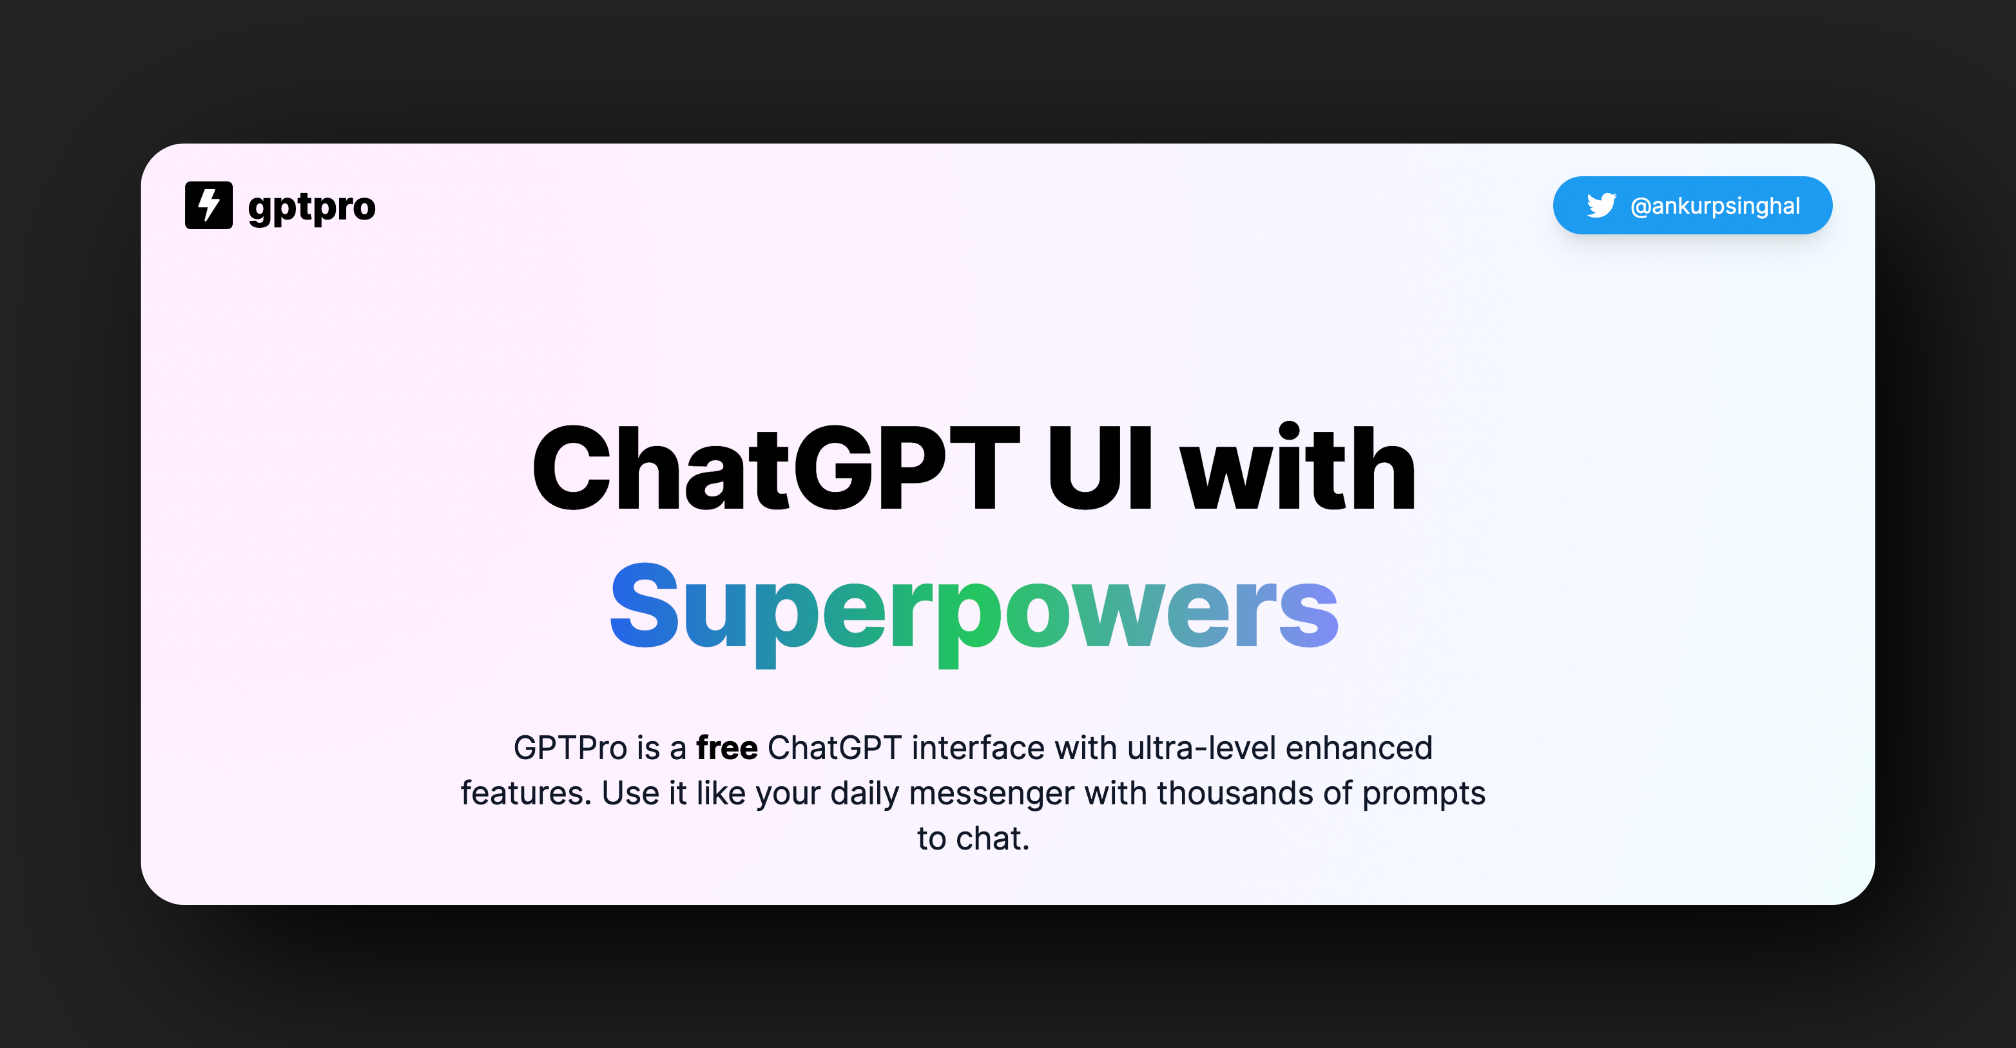 gptpro
@ankurpsinghal
ChatGPT UI with
Superpowers
GPTPro is a free ChatGPT interface with ultra-level enhanced
features. Use it like your daily messenger with thousands of prompts
to chat.